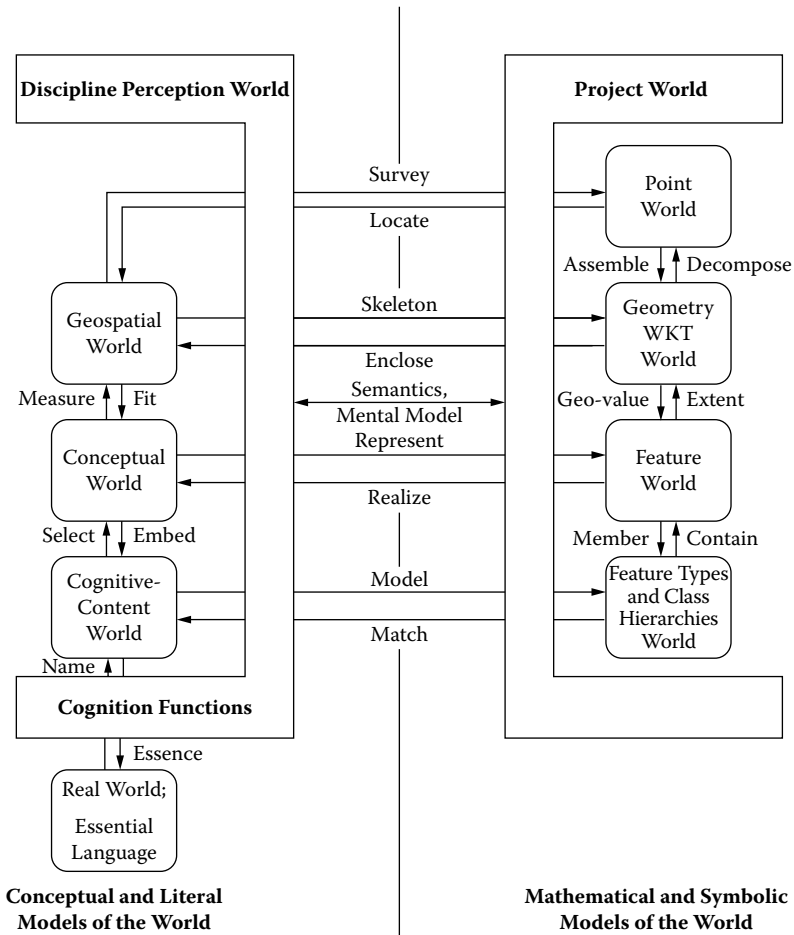 Discipline Perception World
Project World
Survey
Point
World
Locate
Assemble
Decompose
Geospatial
World
Skeleton
Geometry
WKT
World
Enclose
Measure
Fit
Semantics,
Mental Model
Geo-value
Extent
Represent
Conceptual
World
Feature
World
Realize
Select
Embed
Member
Contain
Cognitive-
Content
World
Model
Feature Types
and Class
Hierarchies
World
Match
Name
Cognition Functions
Essence
Real World;
Essential
Language
Conceptual and Literal
Models of the World
Mathematical and Symbolic
Models of the World